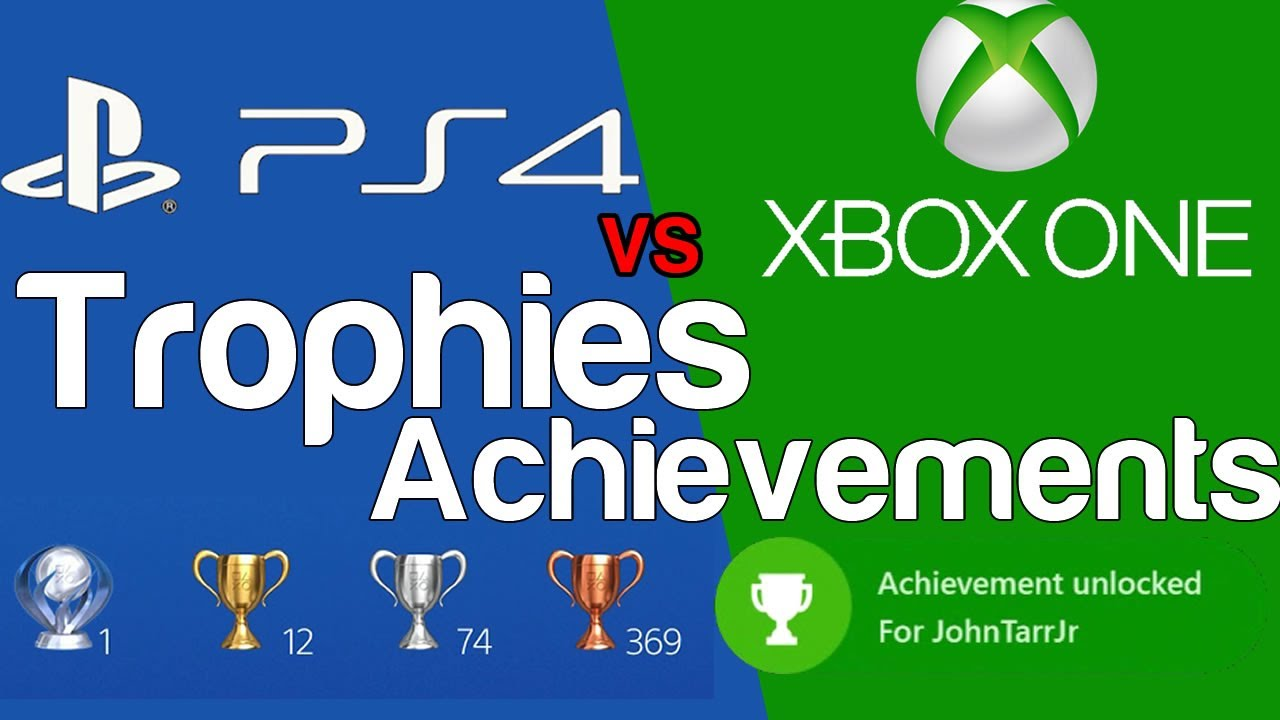 PS4
®
XBOX ONE
VS
Trophies
Achievements
1
12
74
369
Achievement unlocked
For JohnTarrJr